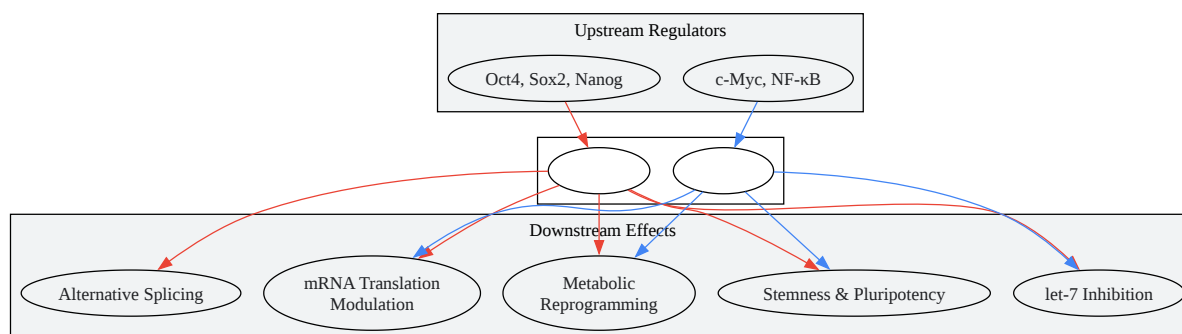 Upstream Regulators
Oct4, Sox2, Nanog
c-Myc, NF-κB
Downstream Effects
Alternative Splicing
mRNA Translation
Modulation
Metabolic
Reprogramming
Stemness & Pluripotency
let-7 Inhibition